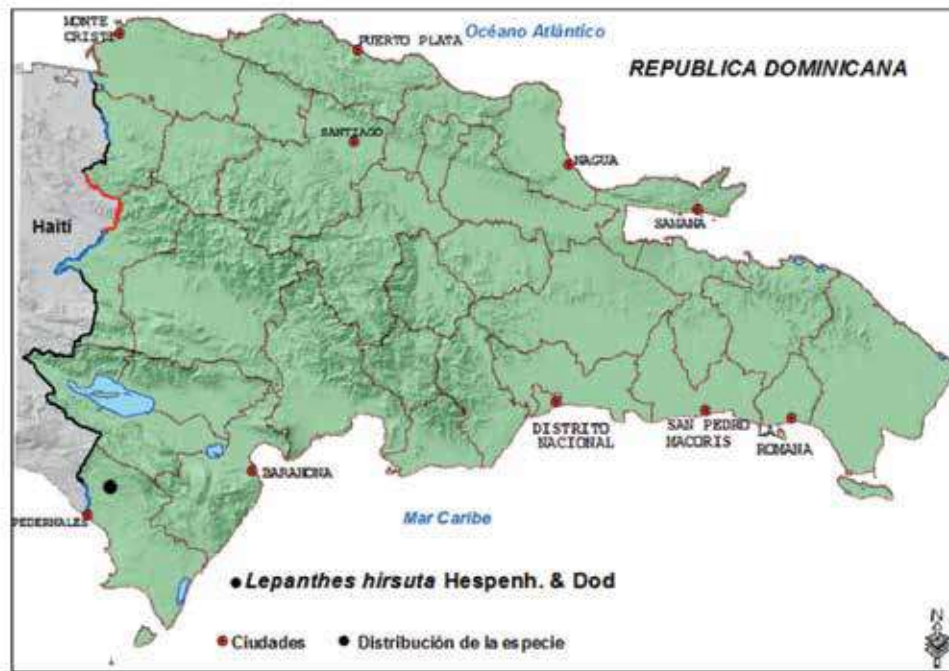 MONTE
CRISTI
PUERTO PLATA
Océano Atlántico
REPUBLICA DOMINICANA
SANTIAGO
NAGUA
SAMANA
Haití
DISTRITO
NACIONAL
SAN PEDRO
MACORIS
LA
ROMANA
BARAHONA
PEDERNALES
Mar Caribe
Lepanthes hirsuta Hespenh. & Dod
Ciudades
Distribución de la especie